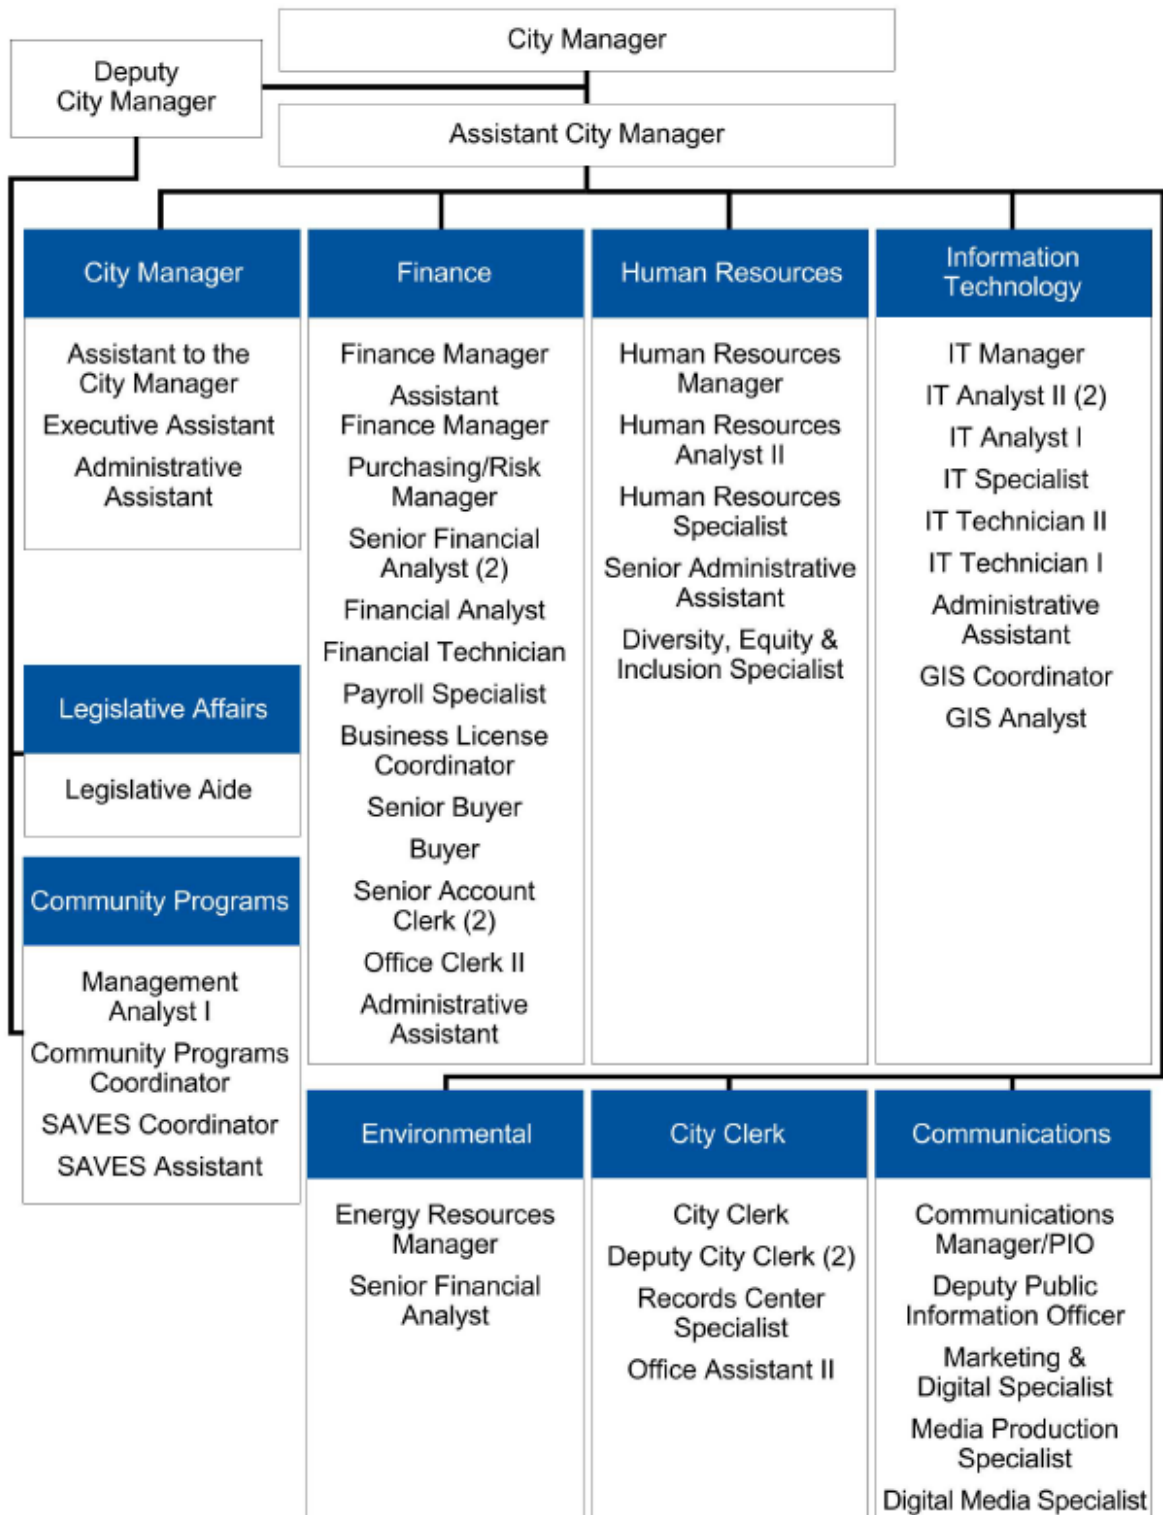 City Manager
Deputy
City Manager
Assistant City Manager
City Manager
Assistant to the
City Manager
Executive Assistant
Administrative
Assistant
Finance
Finance Manager
Assistant
Finance Manager
Purchasing/Risk
Manager
Senior Financial
Analyst (2)
Financial Analyst
Financial Technician
Payroll Specialist
Business License
Coordinator
Senior Buyer
Buyer
Senior Account
Clerk (2)
Office Clerk II
Administrative
Assistant
Human Resources
Human Resources
Manager
Human Resources
Analyst II
Human Resources
Specialist
Senior Administrative
Assistant
Diversity, Equity &
Inclusion Specialist
Information
Technology
IT Manager
IT Analyst II (2)
IT Analyst I
IT Specialist
IT Technician II
IT Technician I
Administrative
Assistant
GIS Coordinator
GIS Analyst
Legislative Affairs
Legislative Aide
Community Programs
Management
Analyst I
Community Programs
Coordinator
SAVES Coordinator
SAVES Assistant
Environmental
Energy Resources
Manager
Senior Financial
Analyst
City Clerk
City Clerk
Deputy City Clerk (2)
Records Center
Specialist
Office Assistant II
Communications
Communications
Manager/PIO
Deputy Public
Information Officer
Marketing &
Digital Specialist
Media Production
Specialist
Digital Media Specialist